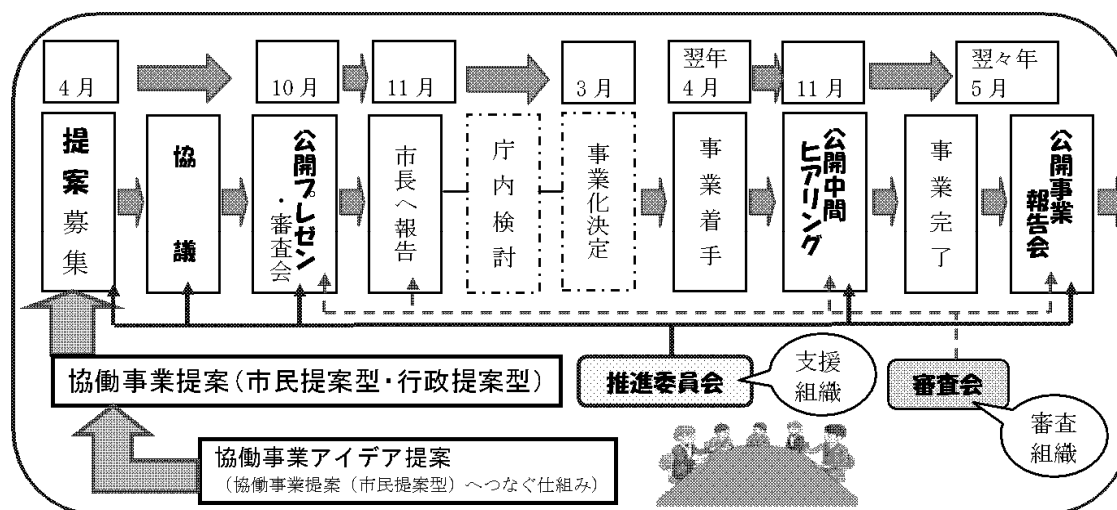 4月
10月
11月
3月
翌年
4月
11月
翌々年
5月
提案募集
協議
公開プレゼン
・審査会
市長へ報告
庁内検討
事業化決定
事業着手
公開中間
ヒアリング
事業完了
公開事業
報告会
協働事業提案(市民提案型・行政提案型)
推進委員会
支援
組織
審査会
審査
組織
協働事業アイデア提案
(協働事業提案(市民提案型)へつなぐ仕組み)